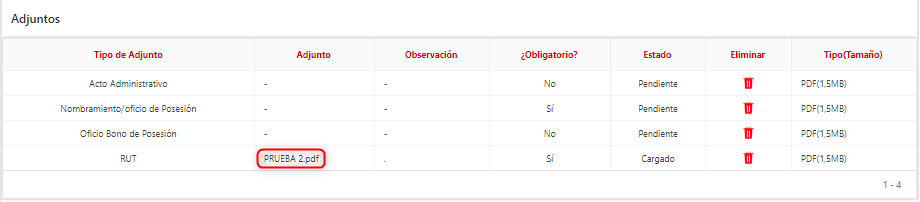 Adjuntos
Tipo de Adjunto Adjunto Observación ¿Obligatorio? Estado Eliminar Tipo(Tamaño)
Acto Administrativo - - No Pendiente PDF(1,5MB)
Nombramiento/oficio de Posesión - - Sí Pendiente PDF(1,5MB)
Oficio Bono de Posesión - - No Pendiente PDF(1,5MB)
RUT PRUEBA 2.pdf . Sí Cargado PDF(1,5MB)
1 - 4